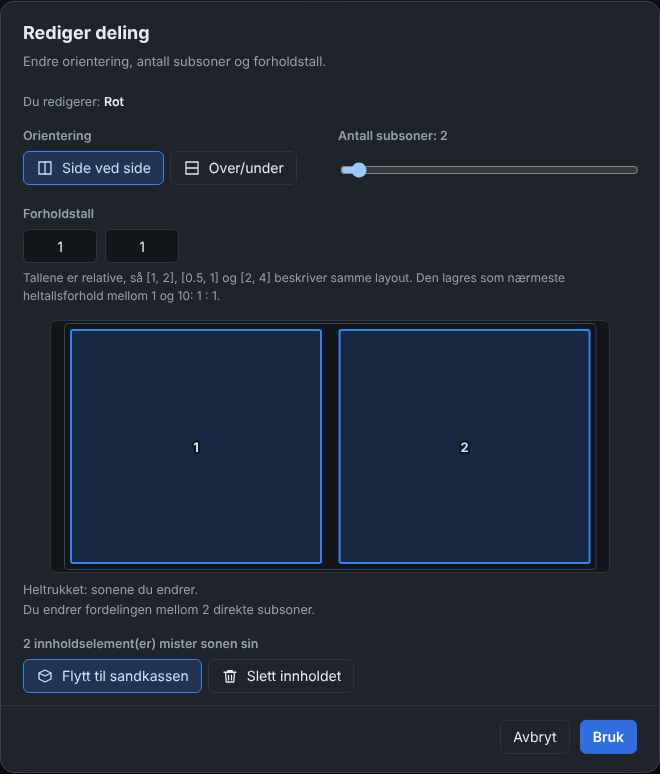 Rediger deling
Endre orientering, antall subsoner og forholdstall.
Du redigerer: Rot
Orientering
Antall subsoner: 2
Side ved side
Over/under
Forholdstall
1
1
Tallene er relative, så [1, 2], [0.5, 1] og [2, 4] beskriver samme layout. Den lagres som nærmeste
heltallsforhold mellom 1 og 10: 1 : 1.
1
2
Heltrukket: sonene du endrer.
Du endrer fordelingen mellom 2 direkte subsoner.
2 innholdselement(er) mister sonen sin
Flytt til sandkassen
Slett innholdet
Avbryt
Bruk